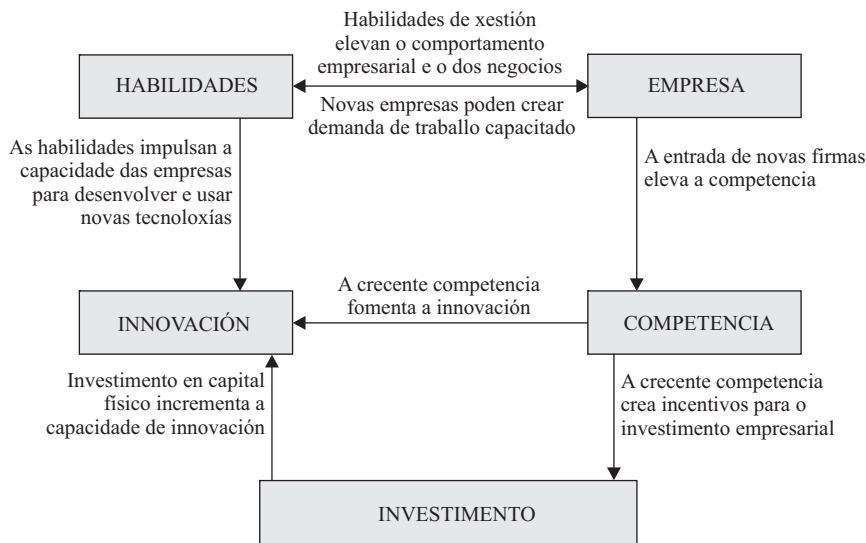 Habilidades de xestión
elevan o comportamento
empresarial e o dos negocios
HABILIDADES
EMPRESA
Novas empresas poden crear
demanda de traballo capacitado
As habilidades impulsan a
capacidade das empresas
para desenvolver e usar
novas tecnoloxías
A entrada de novas firmas
eleva a competencia
A crecente competencia
fomenta a innovación
INNOVACIÓN
COMPETENCIA
Investimento en capital
físico incrementa a
capacidade de innovación
A crecente competencia
crea incentivos para o
investimento empresarial
INVESTIMENTO